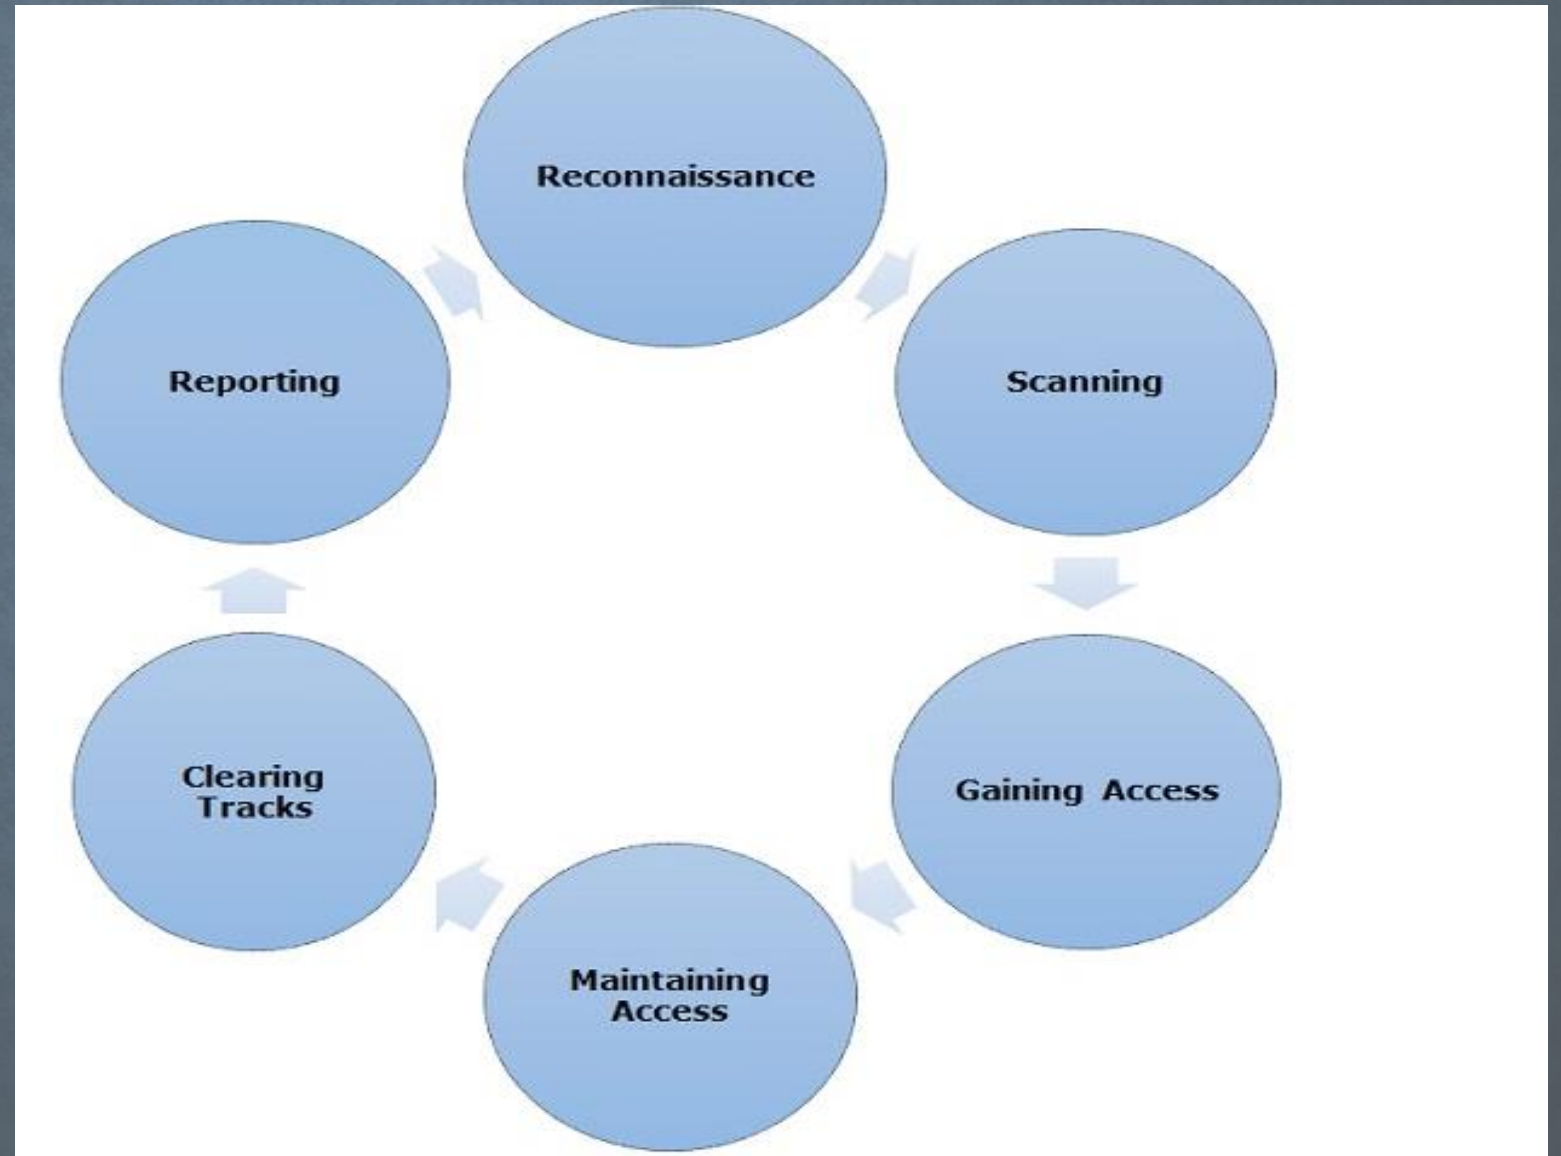 Reconnaissance
Scanning
Gaining Access
Maintaining
Access
Clearing
Tracks
Reporting